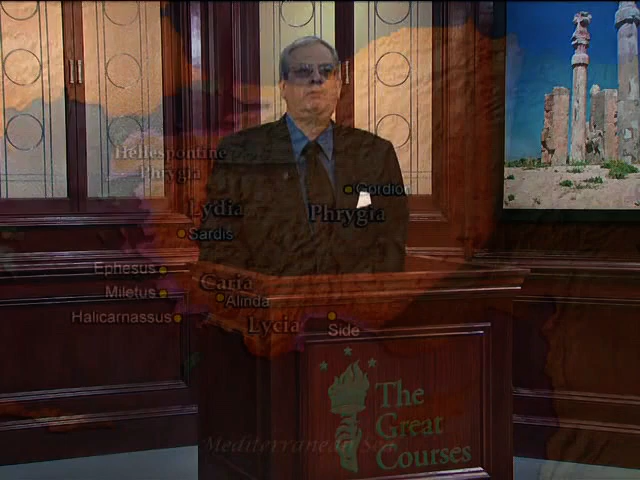 Hellespontine
Phrygia
Gordion
Lydia
Phrygia
Sardis
Ephesus
Caria
Miletus
Alinda
Halicarnassus
Lycia
Side
The
Great
Courses
Mediterranean Sea